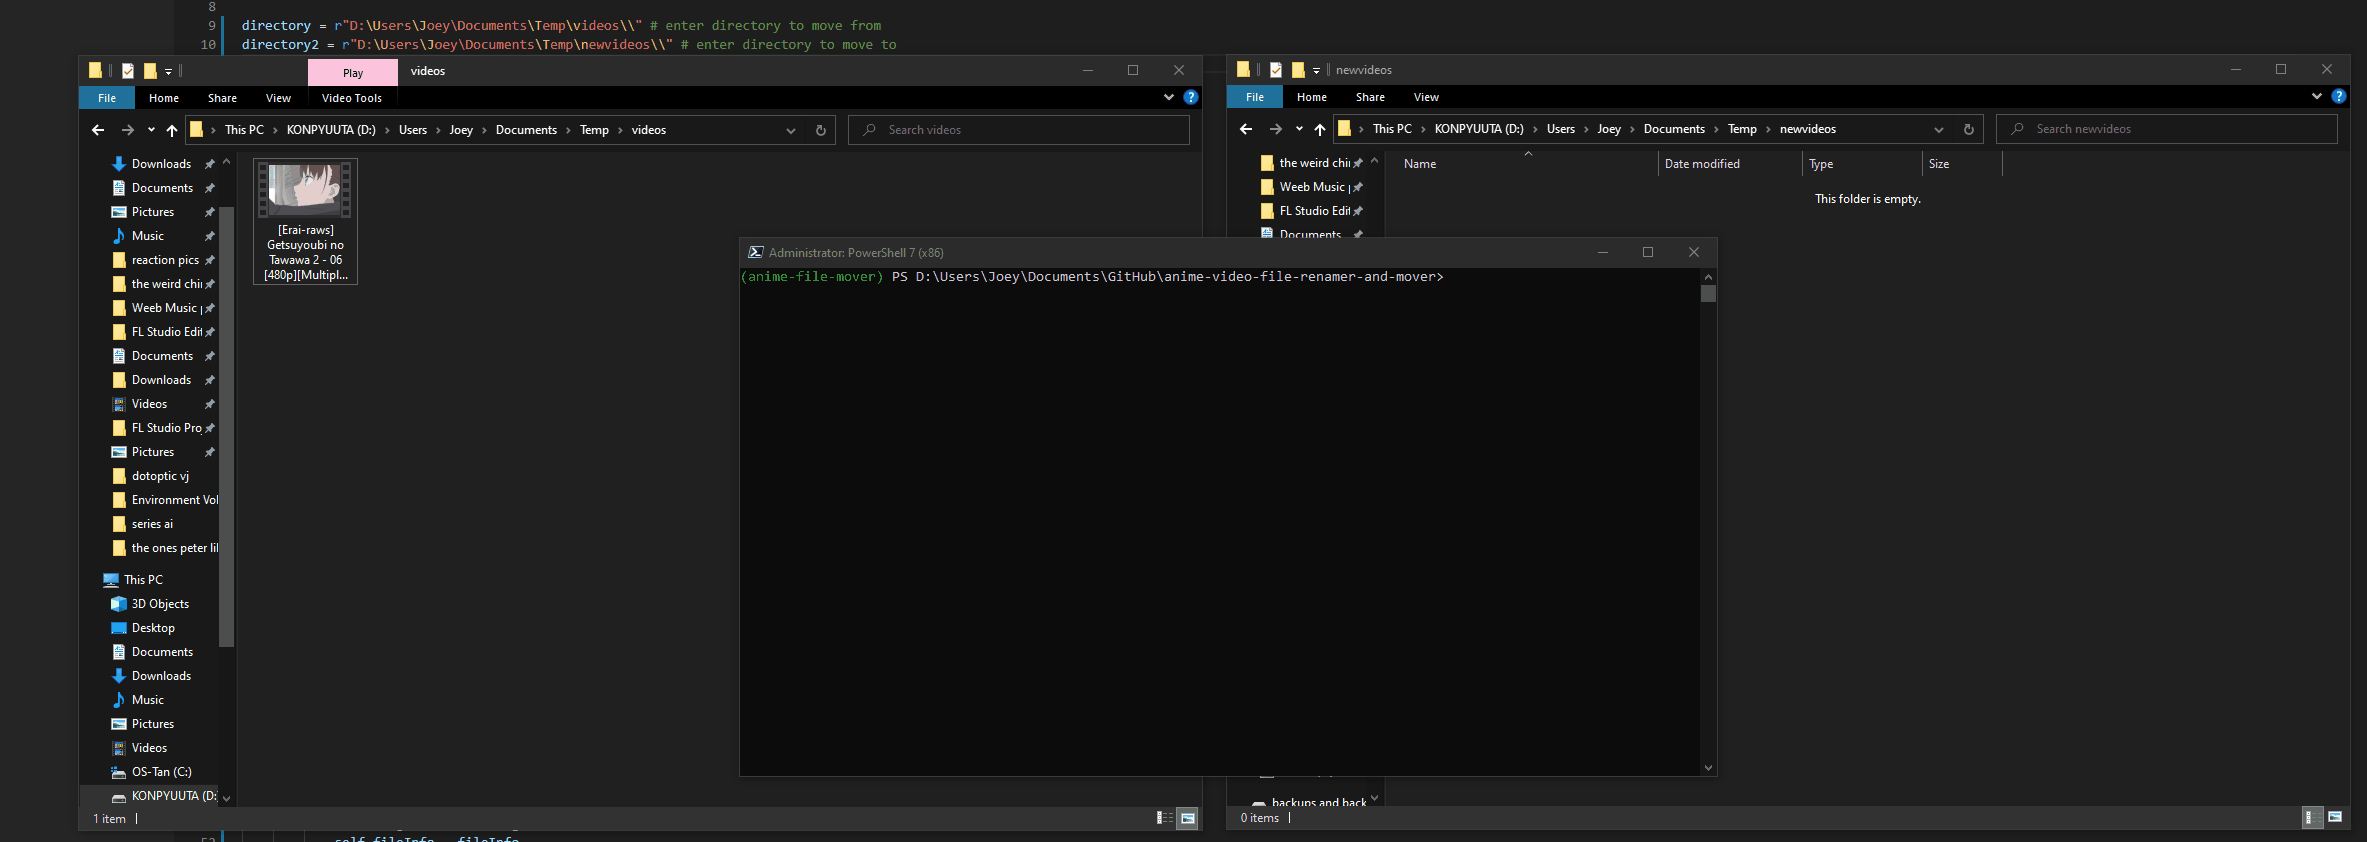 8
9 directory = r"D:\Users\Joey\Documents\Temp\videos\\" # enter directory to move from
10 directory2 = r"D:\Users\Joey\Documents\Temp\newvideos\\" # enter directory to move to
Play videos
File Home Share View Video Tools
This PC > KONPYUUTA (D:) > Users > Joey > Documents > Temp > videos
Search videos
Downloads
Documents
Pictures
Music
reaction pics
the weird chi
Weeb Music p
FL Studio Edit
Documents
Downloads
Videos
FL Studio Pro
Pictures
dotoptic vj
Environment Vol
series ai
the ones peter lil
This PC
3D Objects
Desktop
Documents
Downloads
Music
Pictures
Videos
OS-Tan (C:)
KONPYUUTA (D:
[Erai-raws]
Getsuyoubi no
Tawawa 2 - 06
[480p][Multipl...
1 item
newvideos
File Home Share View
This PC > KONPYUUTA (D:) > Users > Joey > Documents > Temp > newvideos
Search newvideos
the weird chi
Weeb Music p
FL Studio Edit
Documents
Name Date modified Type Size
This folder is empty.
Administrator: PowerShell 7 (x86)
(anime-file-mover) PS D:\Users\Joey\Documents\GitHub\anime-video-file-renamer-and-mover>
backups and back
0 items
self.fileInfo = fileInfo